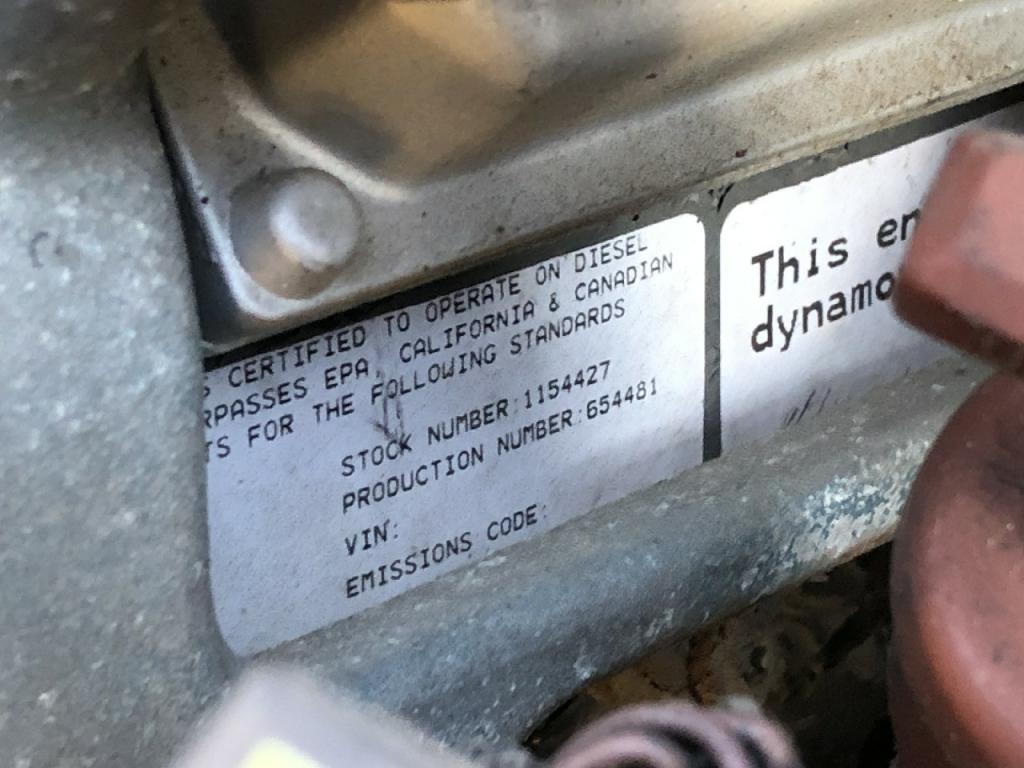 S CERTIFIED TO OPERATE ON DIESEL
RPASSES EPA, CALIFORNIA & CANADIAN
TS FOR THE FOLLOWING STANDARDS
STOCK NUMBER:1154427
PRODUCTION NUMBER:654481
VIN:
EMISSIONS CODE:
This en
dynamo